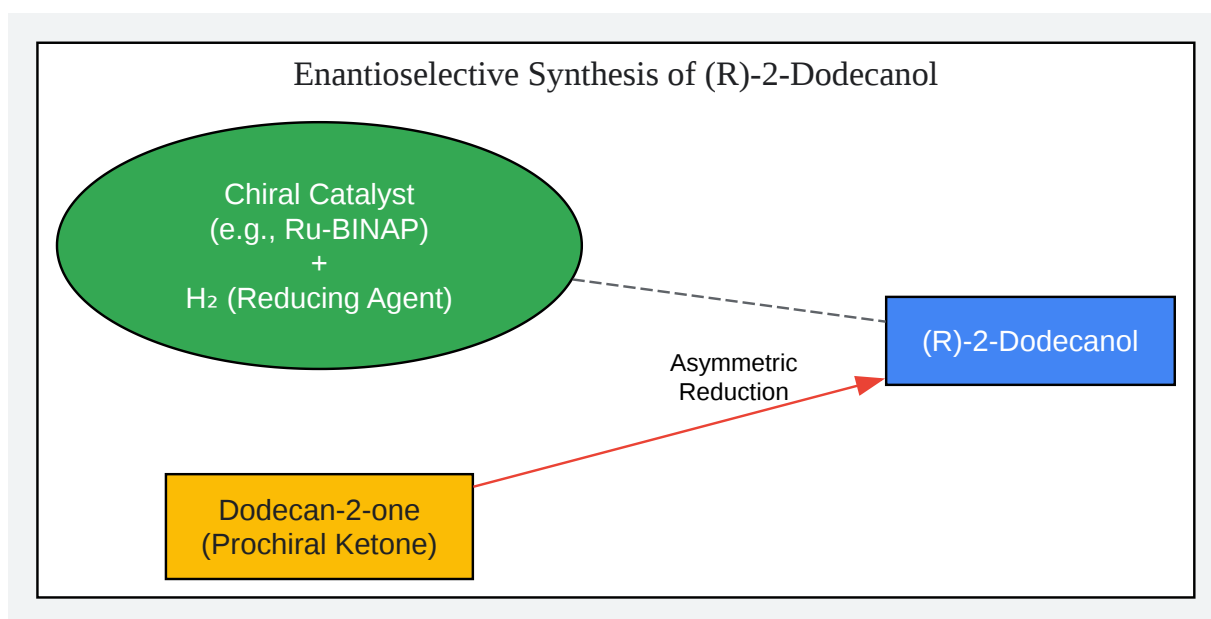 Enantioselective Synthesis of (R)-2-Dodecanol
Chiral Catalyst
(e.g., Ru-BINAP)
+
H₂ (Reducing Agent)
(R)-2-Dodecanol
Asymmetric
Reduction
Dodecan-2-one
(Prochiral Ketone)